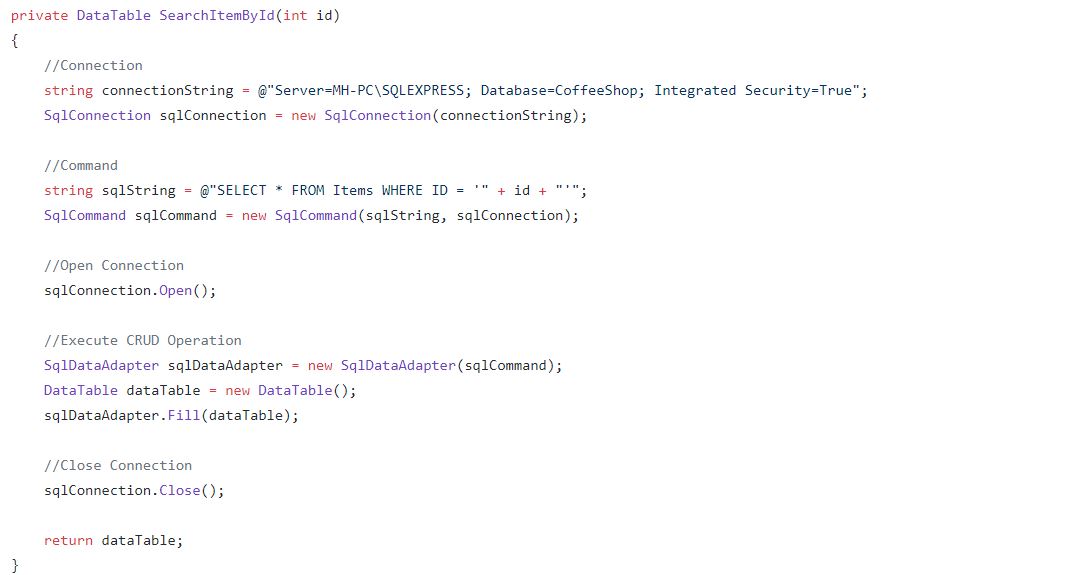 private DataTable SearchItemById(int id)
{
    //Connection
    string connectionString = @"Server=MH-PC\SQLEXPRESS; Database=CoffeeShop; Integrated Security=True";
    SqlConnection sqlConnection = new SqlConnection(connectionString);

    //Command
    string sqlString = @"SELECT * FROM Items WHERE ID = '" + id + "'";
    SqlCommand sqlCommand = new SqlCommand(sqlString, sqlConnection);

    //Open Connection
    sqlConnection.Open();

    //Execute CRUD Operation
    SqlDataAdapter sqlDataAdapter = new SqlDataAdapter(sqlCommand);
    DataTable dataTable = new DataTable();
    sqlDataAdapter.Fill(dataTable);

    //Close Connection
    sqlConnection.Close();

    return dataTable;
}